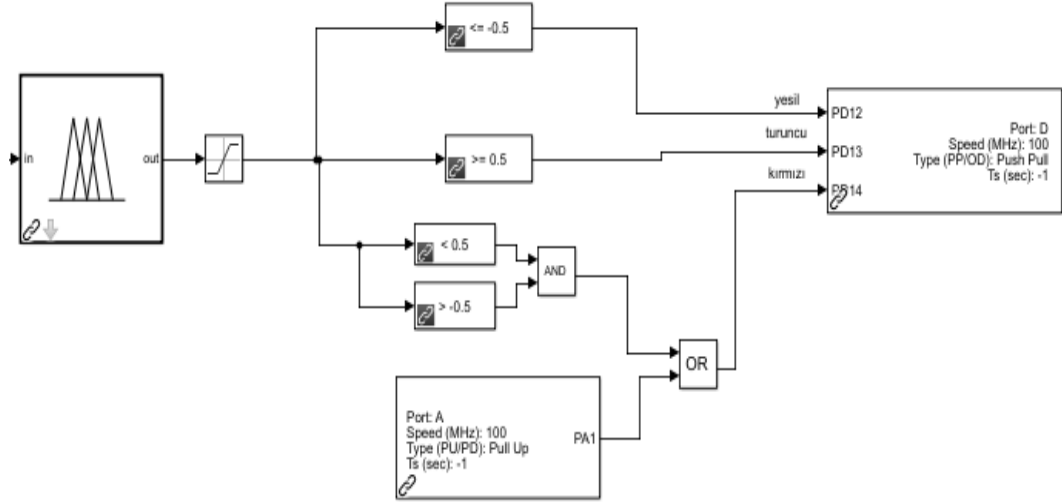 <= -0.5
in
out
>= 0.5
< 0.5
> -0.5
AND
OR
yesil
turuncu
kırmızı
PD12
PD13
PD14
Port: D
Speed (MHz): 100
Type (PP/OD): Push Pull
Ts (sec): -1
Port: A
Speed (MHz): 100
Type (PU/PD): Pull Up
Ts (sec): -1
PA1